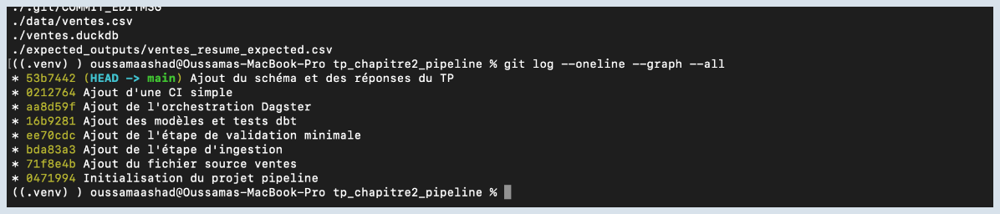 ./.git/COMMIT_EDITMSG
./data/ventes.csv
./ventes.duckdb
./expected_outputs/ventes_resume_expected.csv
[((.venv) ) oussamaashad@Oussamas-MacBook-Pro tp_chapitre2_pipeline % git log --oneline --graph --all
* 53b7442 (HEAD -> main) Ajout du schéma et des réponses du TP
* 0212764 Ajout d'une CI simple
* aa8d59f Ajout de l'orchestration Dagster
* 16b9281 Ajout des modèles et tests dbt
* ee70cdc Ajout de l'étape de validation minimale
* bda83a3 Ajout de l'étape d'ingestion
* 71f8e4b Ajout du fichier source ventes
* 0471994 Initialisation du projet pipeline
((.venv) ) oussamaashad@Oussamas-MacBook-Pro tp_chapitre2_pipeline %